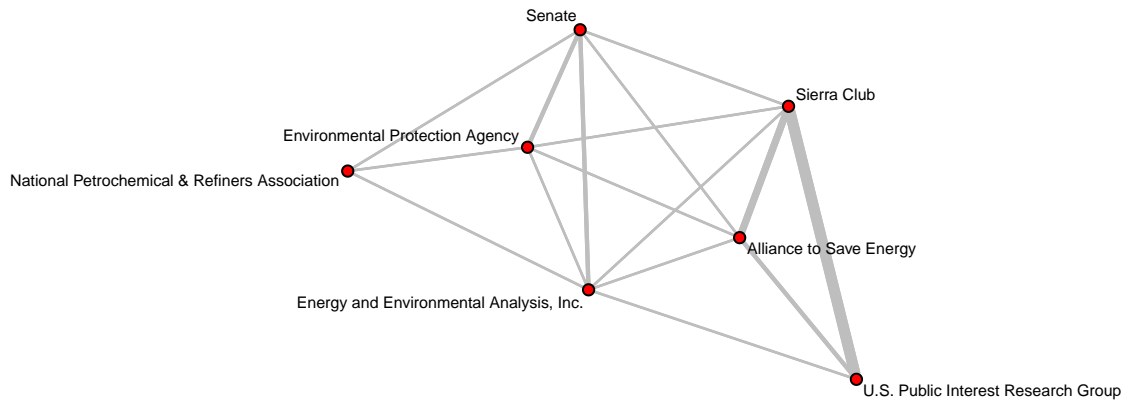 Senate
Sierra Club
Environmental Protection Agency
National Petrochemical & Refiners Association
Alliance to Save Energy
Energy and Environmental Analysis, Inc.
U.S. Public Interest Research Group